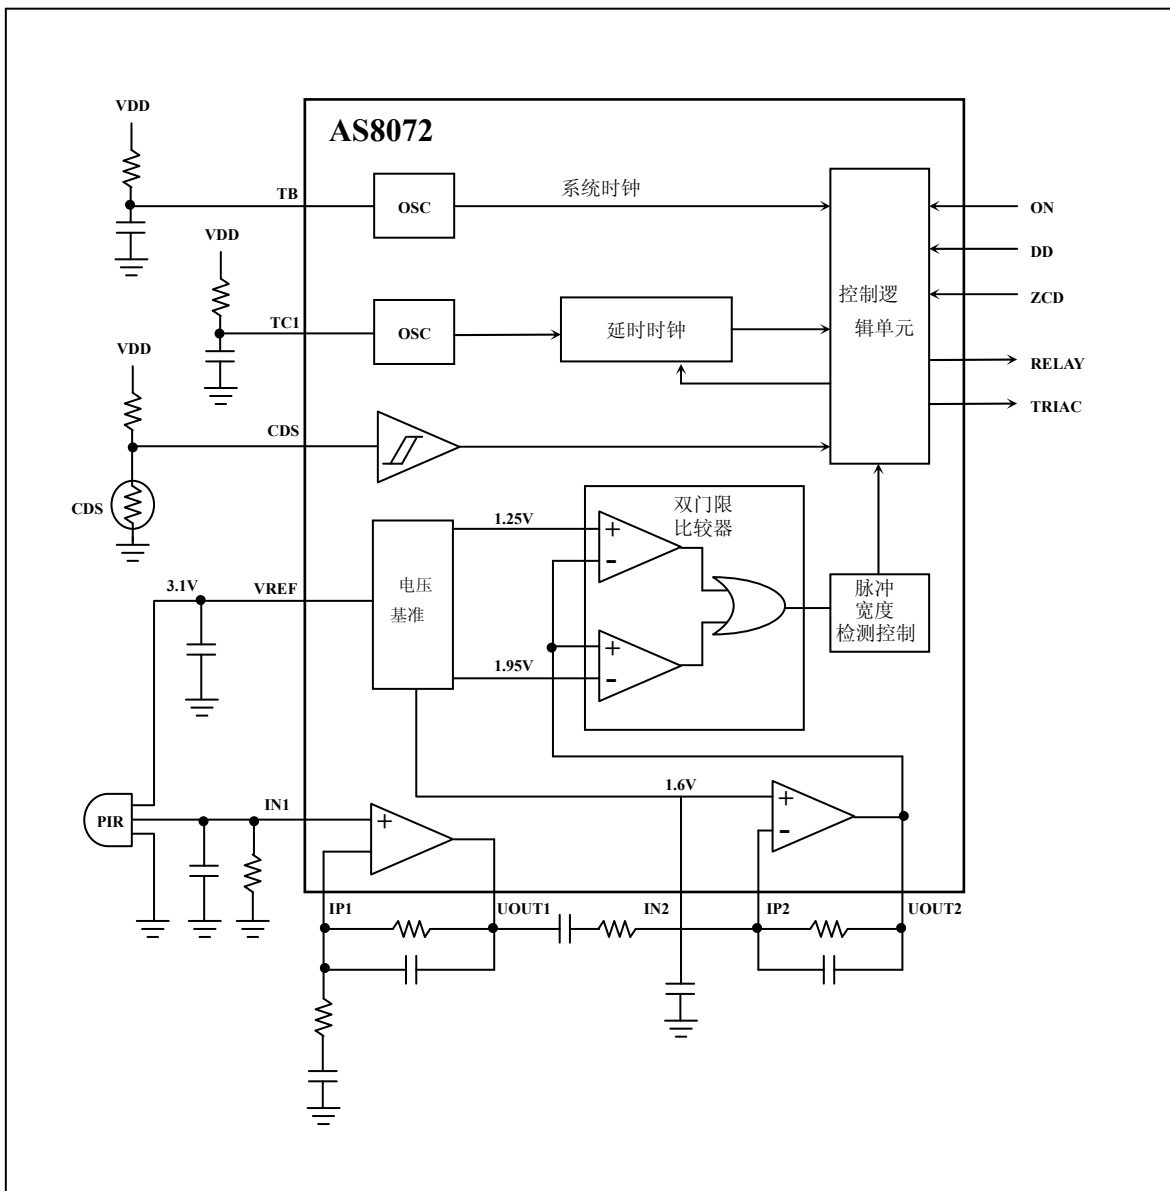 VDD
AS8072
TB
OSC
系统时钟
ON
VDD
DD
控制逻
辑单元
ZCD
TC1
OSC
延时时钟
VDD
RELAY
TRIAC
CDS
CDS
双门限
比较器
1.25V
+
-
3.1V
VREF
电压
基准
脉冲
宽度
检测控制
+
-
1.95V
1.6V
+
-
IN1
PIR
+
IP1
UOUT1
IN2
IP2
UOUT2